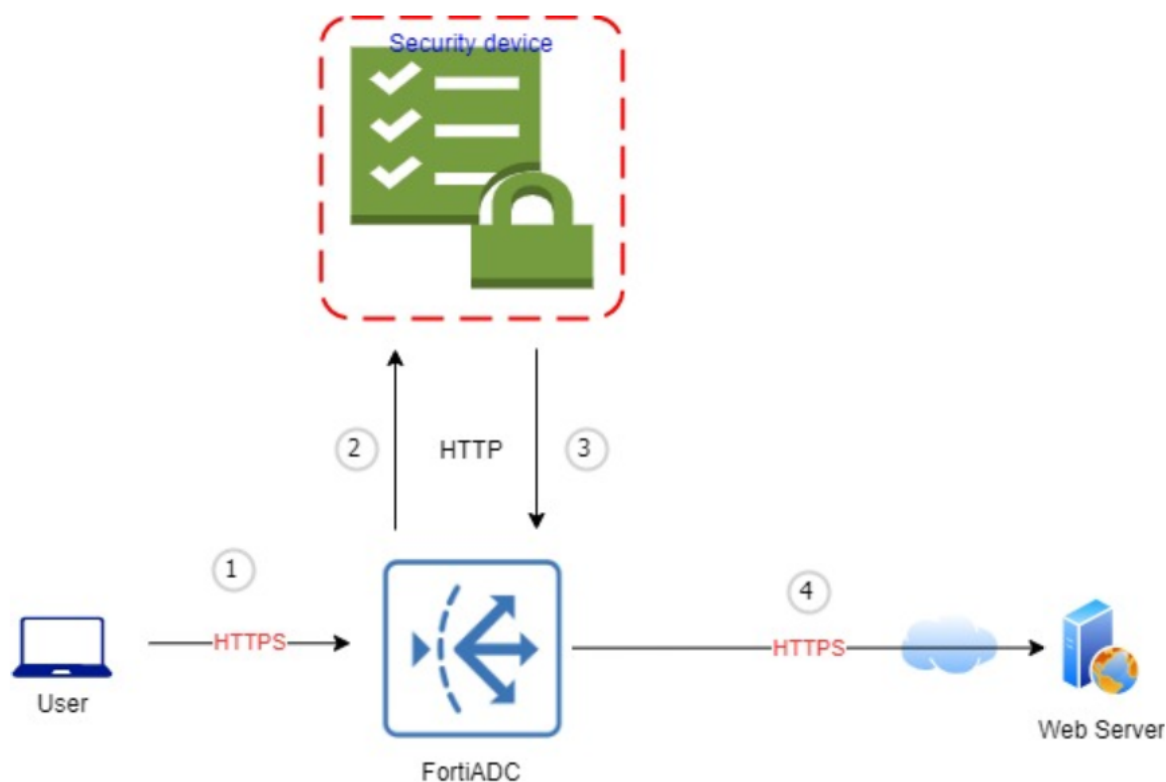 Security device
2
HTTP
3
1
HTTPS
4
HTTPS
User
FortiADC
Web Server